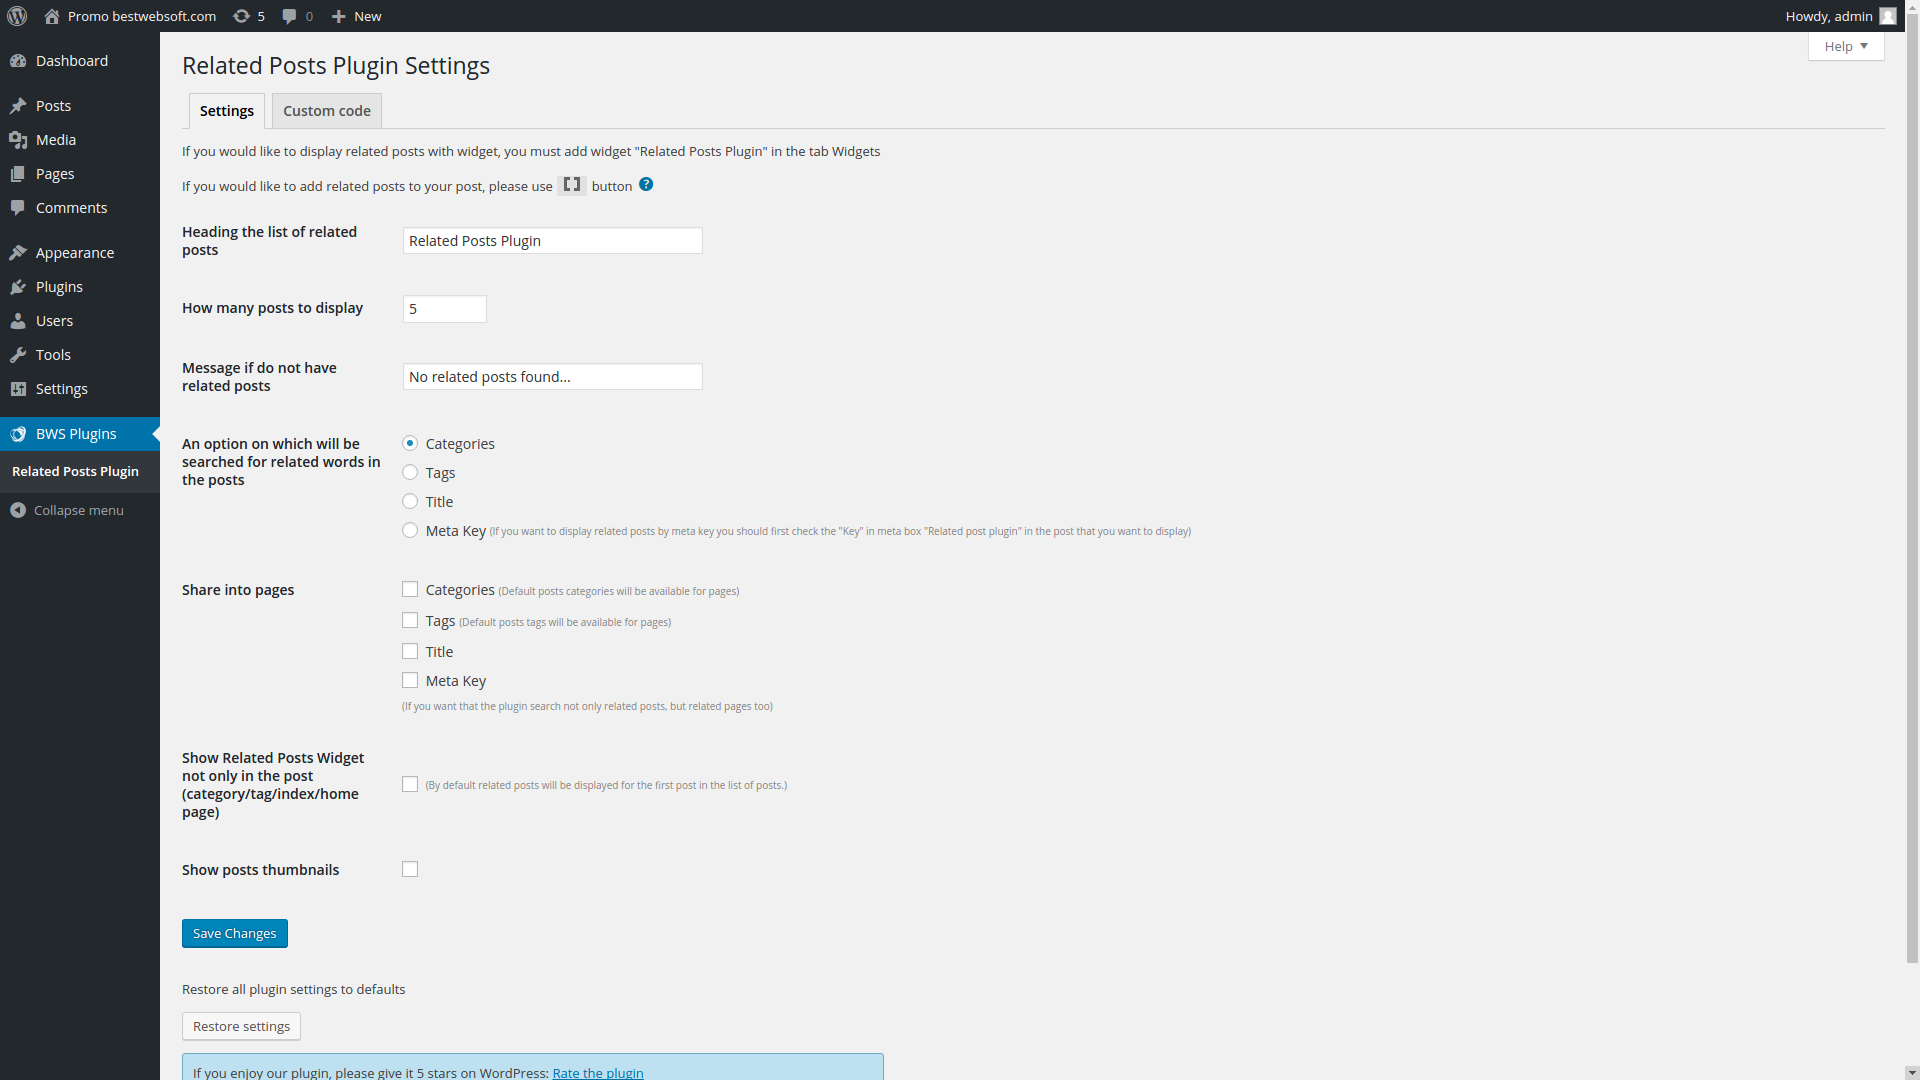 Promo bestwebsoft.com 5 0 New Howdy, admin
Help
Dashboard
Posts
Media
Pages
Comments
Appearance
Plugins
Users
Tools
Settings
BWS Plugins
Related Posts Plugin
Collapse menu
Related Posts Plugin Settings
Settings Custom code
If you would like to display related posts with widget, you must add widget "Related Posts Plugin" in the tab Widgets
If you would like to add related posts to your post, please use [] button ?
Heading the list of related
posts
Related Posts Plugin
How many posts to display
5
Message if do not have
related posts
No related posts found...
An option on which will be
searched for related words in
the posts
Categories
Tags
Title
Meta Key (If you want to display related posts by meta key you should first check the "Key" in meta box "Related post plugin" in the post that you want to display)
Share into pages
Categories (Default posts categories will be available for pages)
Tags (Default posts tags will be available for pages)
Title
Meta Key
(If you want that the plugin search not only related posts, but related pages too)
Show Related Posts Widget
not only in the post
(category/tag/index/home
page)
(By default related posts will be displayed for the first post in the list of posts.)
Show posts thumbnails
Save Changes
Restore all plugin settings to defaults
Restore settings
If you enjoy our plugin, please give it 5 stars on WordPress: Rate the plugin